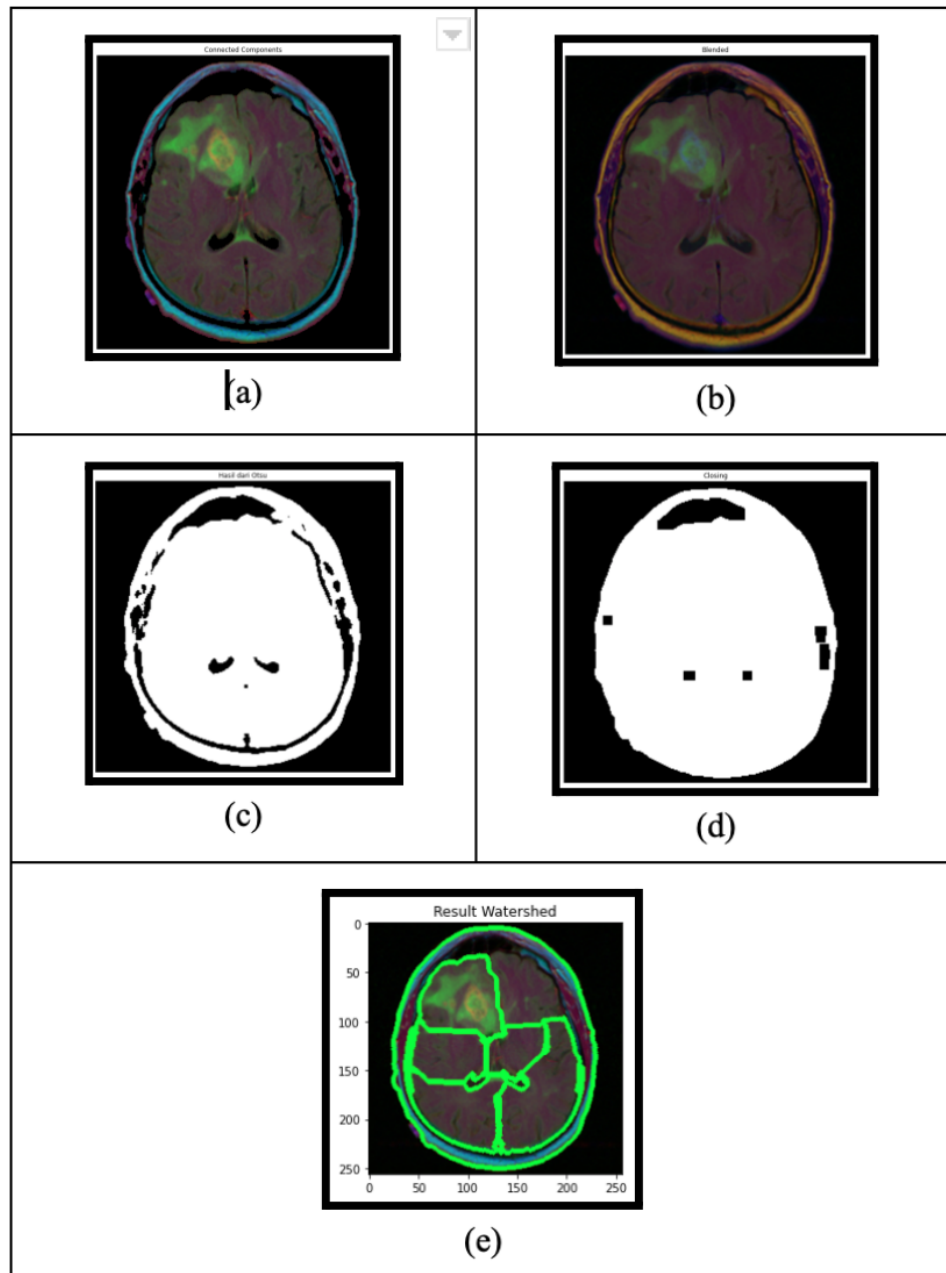 Connected Components
Blended
(a)
(b)
Hasil dari Otsu
Closing
(c)
(d)
Result Watershed
0
50
100
150
200
250
0 50 100 150 200 250
(e)